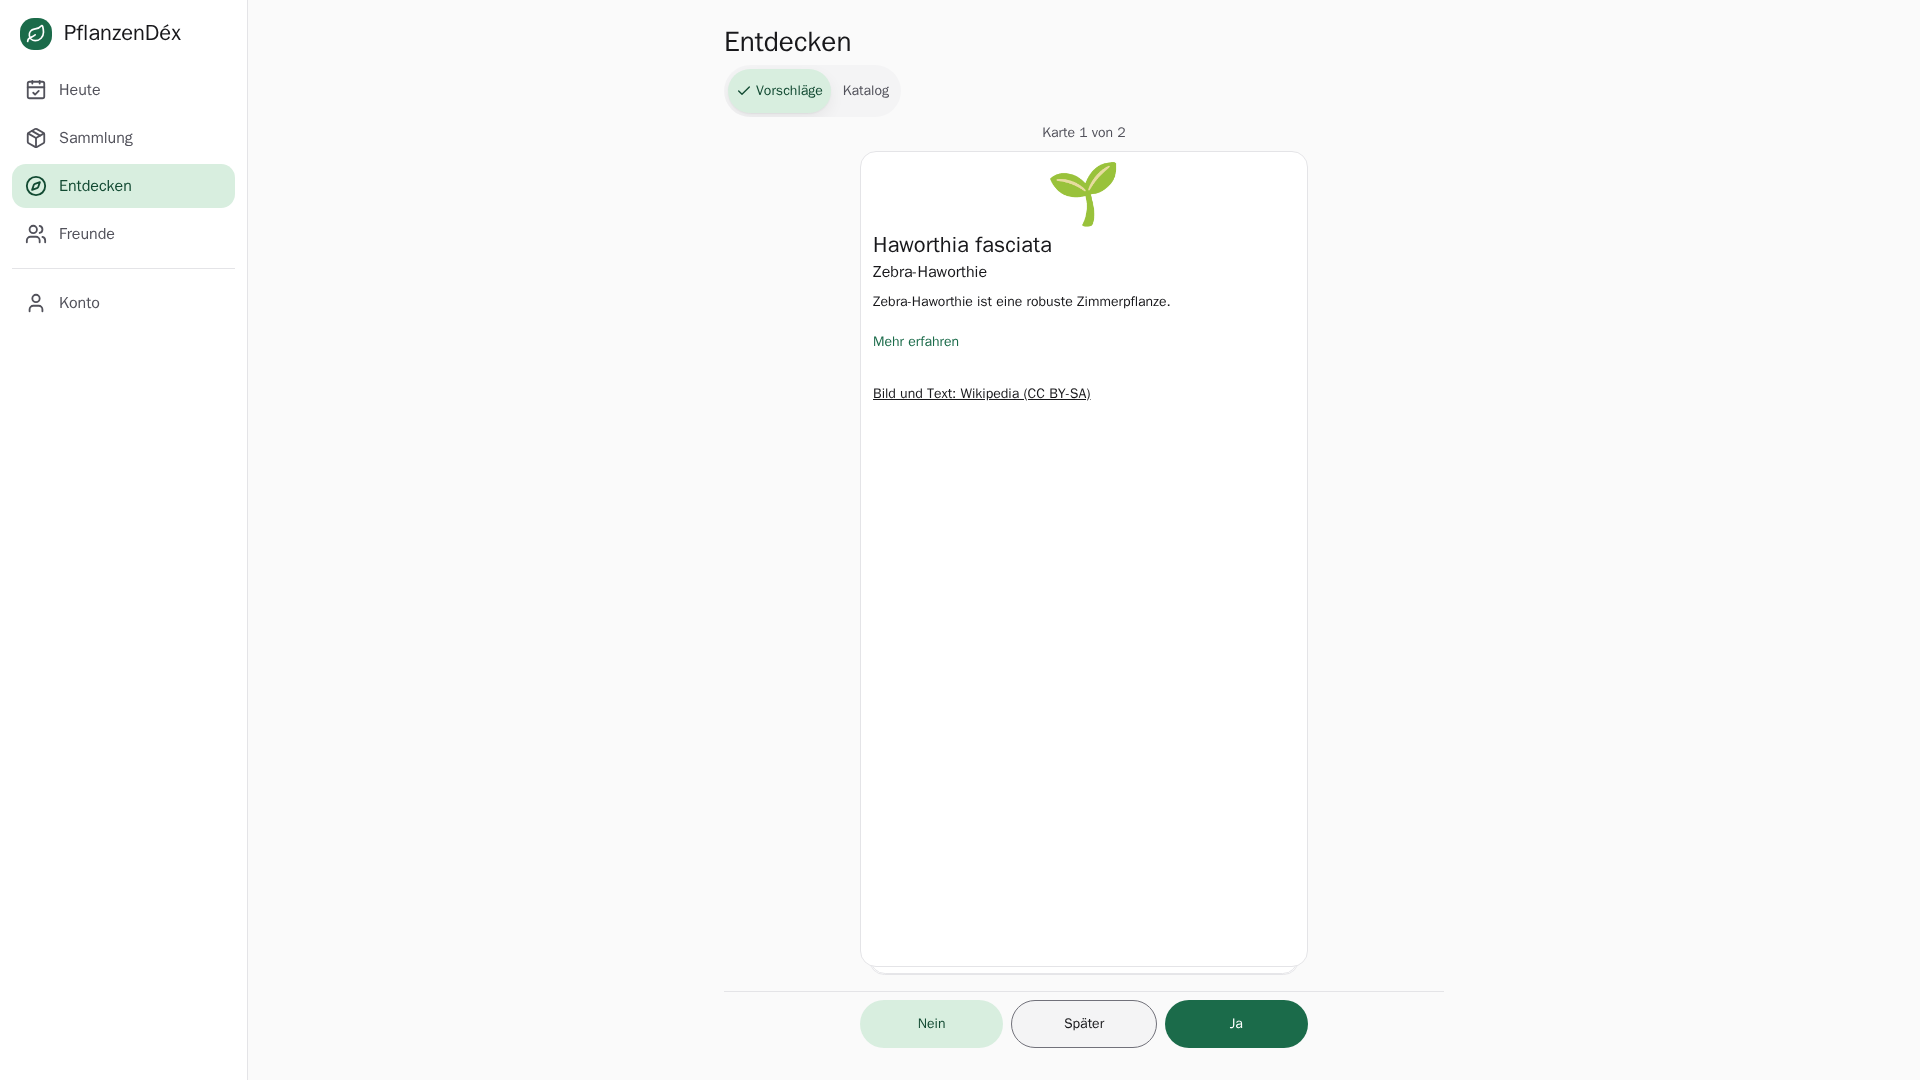 PflanzenDéx
Heute
Sammlung
Entdecken
Freunde
Konto
Entdecken
Vorschläge
Katalog
Karte 1 von 2
Haworthia fasciata
Zebra-Haworthie
Zebra-Haworthie ist eine robuste Zimmerpflanze.
Mehr erfahren
Bild und Text: Wikipedia (CC BY-SA)
Nein
Später
Ja